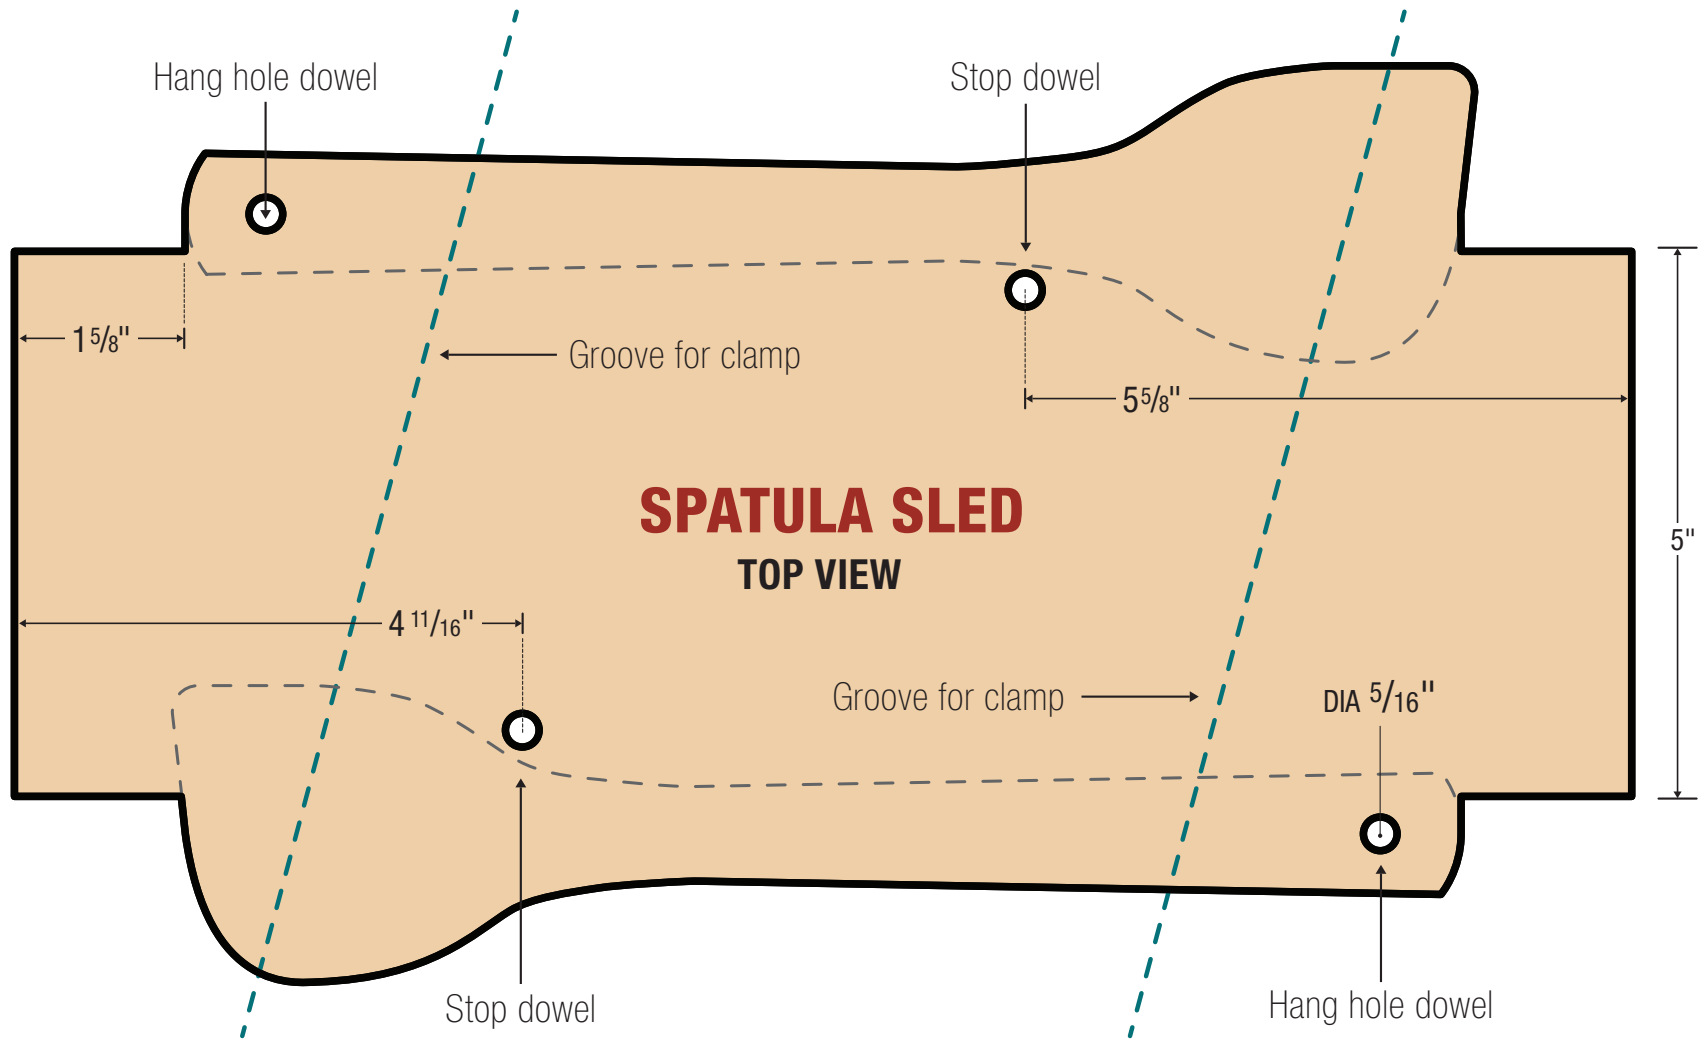 Hang hole dowel
Stop dowel
1 5/8"
Groove for clamp
5 5/8"
SPATULA SLED
5"
TOP VIEW
4 11/16"
Groove for clamp
DIA 5/16"
Stop dowel
Hang hole dowel